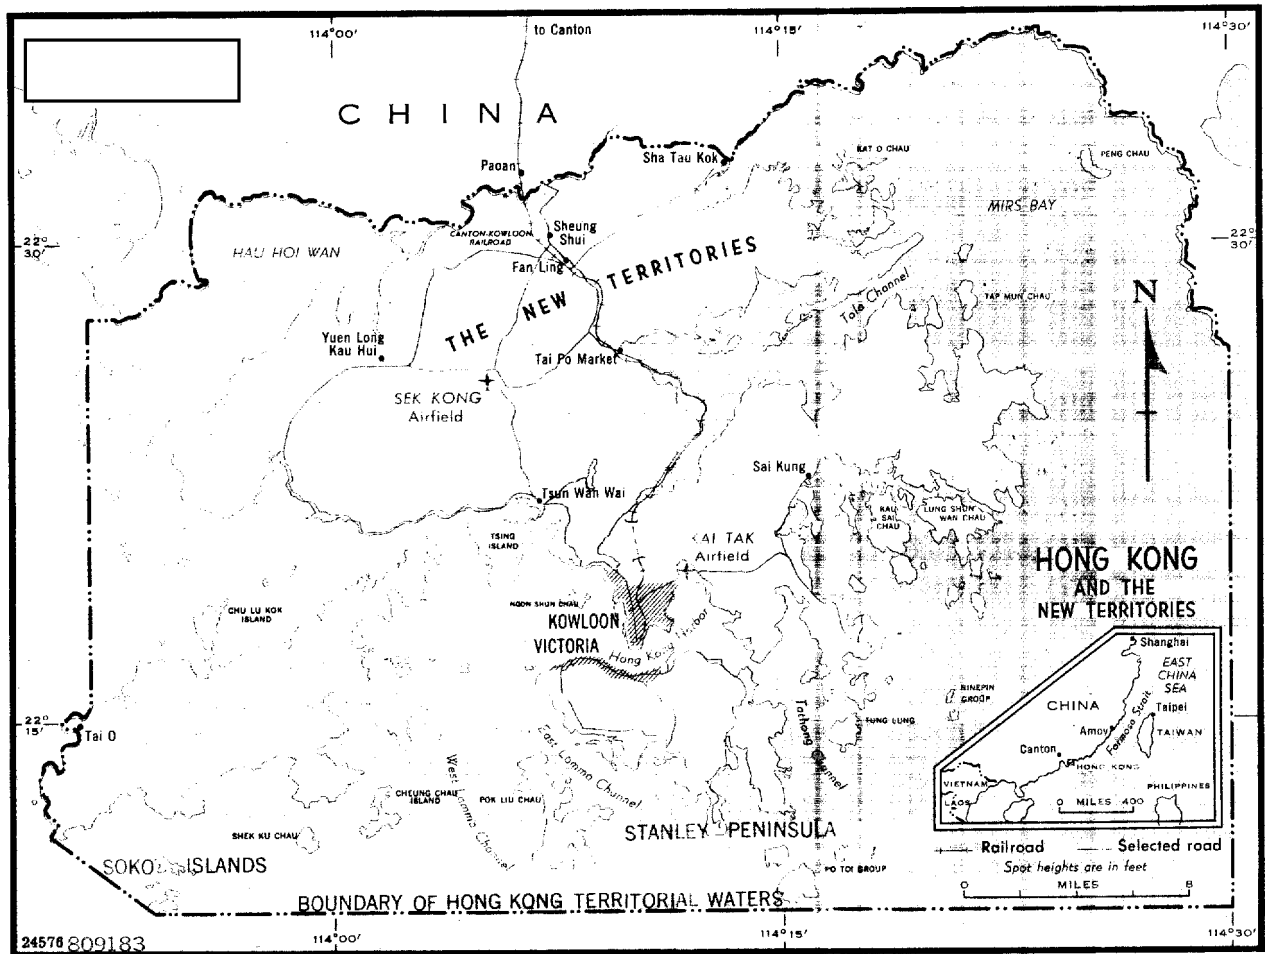 114°00'
to Canton
114°15'
114°30'
CHINA
Paoan
Sha Tau Kok
KAT O CHAU
PENG CHAU
MIRS BAY
22°
30'
HAU HOI WAN
CANTON-KOWLOON
RAILROAD
Sheung
Shui
Fan Ling
THE NEW TERRITORIES
22°
30'
Tolo Channel
TAP MUN CHAU
N
Yuen Long
Kau Hui
Tai Po Market
SEK KONG
Airfield
Sai Kung
Tsun Wan Wai
KAU
SAI
CHAU
LUNG SHUN
WAN CHAU
TSING
ISLAND
KAI TAK
Airfield
HONG KONG
AND THE
NEW TERRITORIES
CHU LU KOK
ISLAND
NGON SHUN CHAU
KOWLOON
VICTORIA
Hong Kong Harbor
Shanghai
EAST
CHINA
SEA
CHINA
Taipei
Amoy
Formosa Strait
TAIWAN
Canton
HONG KONG
VIETNAM
LAOS
PHILIPPINES
0 MILES 400
NINEPIN
GROUP
TUNG LUNG
Tathong Channel
22°
15'
Tai O
East Lamma Channel
West Lamma Channel
CHEUNG CHAU
ISLAND
POK LIU CHAU
SHEK KU CHAU
STANLEY PENINSULA
SOKO ISLANDS
PO TOI GROUP
Railroad
Selected road
Spot heights are in feet
0 MILES 8
BOUNDARY OF HONG KONG TERRITORIAL WATERS
24576 809183
114°00'
114°15'
114°30'